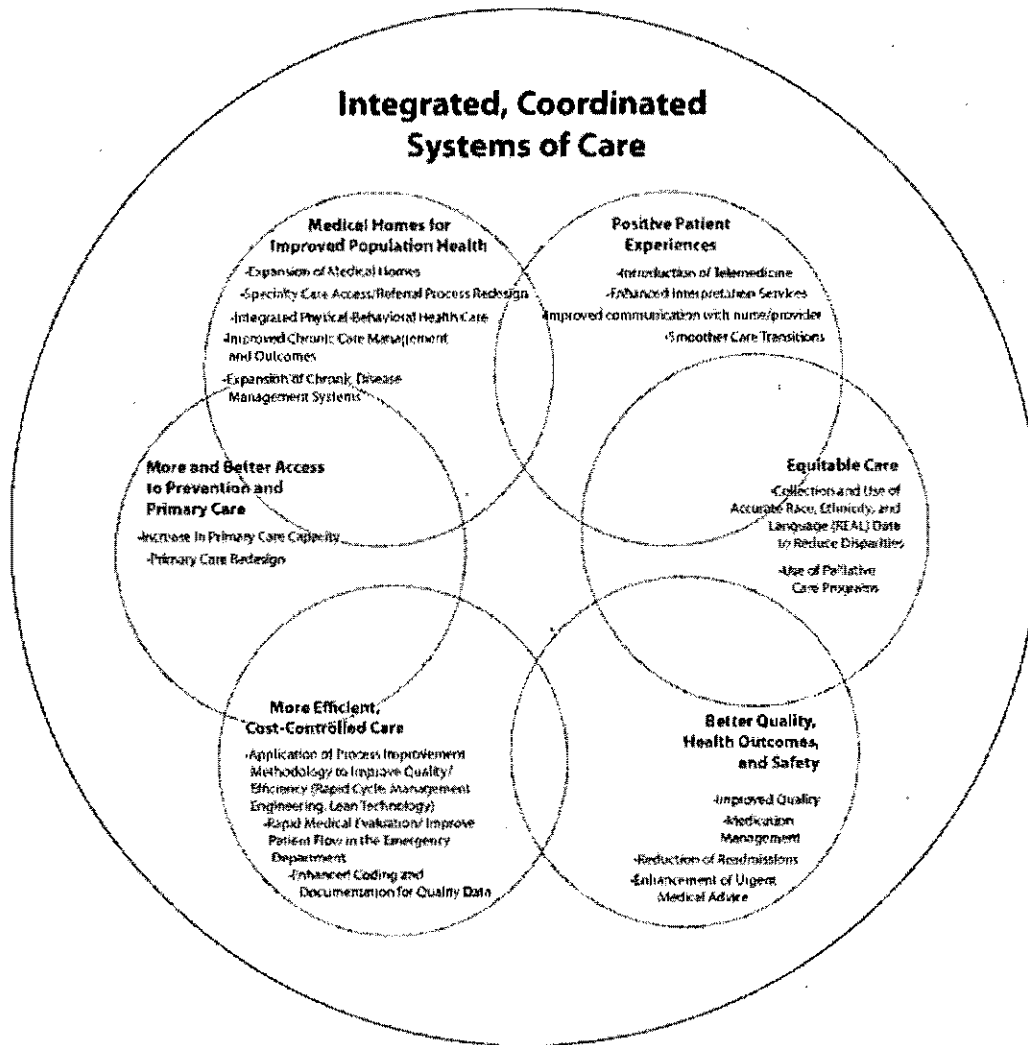 Integrated, Coordinated
Systems of Care
Medical Homes for
Improved Population Health
-Expansion of Medical Homes
-Specialty Care Access/Referral Process Redesign
-Integrated Physical-Behavioral Health Care
-Improved Chronic Care Management
and Outcomes
-Expansion of Chronic Disease
Management Systems
Positive Patient
Experiences
-Introduction of Telemedicine
-Enhanced Interpretation Services
-Improved communication with nurse/provider
-Smoother Care Transitions
More and Better Access
to Prevention and
Primary Care
-Increase in Primary Care Capacity
-Primary Care Redesign
Equitable Care
-Collection and Use of
Accurate Race, Ethnicity, and
Language (REAL) Data
to Reduce Disparities
-Use of Palliative
Care Programs
More Efficient,
Cost-Controlled Care
-Application of Process Improvement
Methodology to Improve Quality/
Efficiency (Rapid Cycle, Management
Engineering, Lean Technology)
-Rapid Medical Evaluation/ Improve
Patient Flow in the Emergency
Department
-Enhanced Coding and
Documentation for Quality Data
Better Quality,
Health Outcomes,
and Safety
-Improved Quality
-Medication
Management
-Reduction of Readmissions
-Enhancement of Urgent
Medical Advice